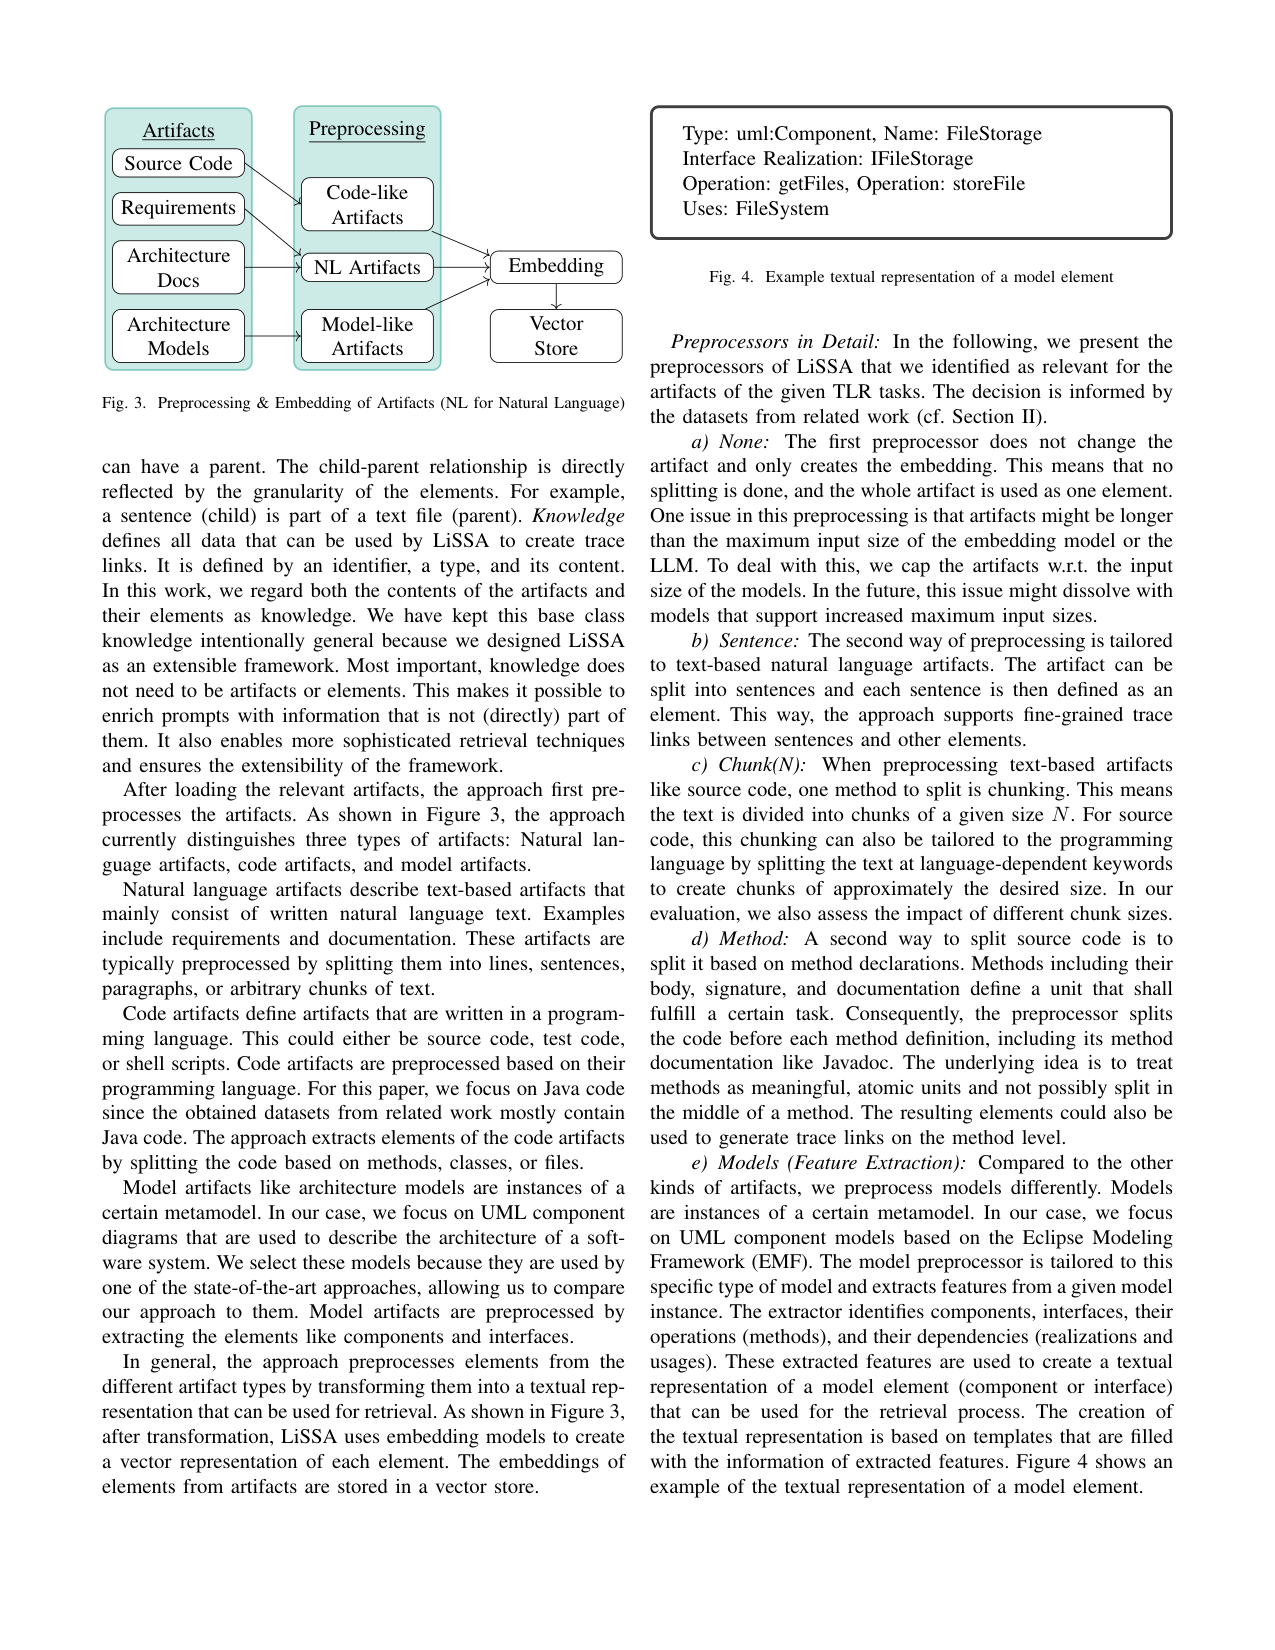 Artifacts
Source Code
Requirements
Architecture
Docs
Architecture
Models
Preprocessing
Code-like
Artifacts
NL Artifacts
Model-like
Artifacts
Embedding
Vector
Store
Fig. 3. Preprocessing & Embedding of Artifacts (NL for Natural Language)
can have a parent. The child-parent relationship is directly
reflected by the granularity of the elements. For example,
a sentence (child) is part of a text file (parent). Knowledge
defines all data that can be used by LiSSA to create trace
links. It is defined by an identifier, a type, and its content.
In this work, we regard both the contents of the artifacts and
their elements as knowledge. We have kept this base class
knowledge intentionally general because we designed LiSSA
as an extensible framework. Most important, knowledge does
not need to be artifacts or elements. This makes it possible to
enrich prompts with information that is not (directly) part of
them. It also enables more sophisticated retrieval techniques
and ensures the extensibility of the framework.
After loading the relevant artifacts, the approach first pre-
processes the artifacts. As shown in Figure 3, the approach
currently distinguishes three types of artifacts: Natural lan-
guage artifacts, code artifacts, and model artifacts.
Natural language artifacts describe text-based artifacts that
mainly consist of written natural language text. Examples
include requirements and documentation. These artifacts are
typically preprocessed by splitting them into lines, sentences,
paragraphs, or arbitrary chunks of text.
Code artifacts define artifacts that are written in a program-
ming language. This could either be source code, test code,
or shell scripts. Code artifacts are preprocessed based on their
programming language. For this paper, we focus on Java code
since the obtained datasets from related work mostly contain
Java code. The approach extracts elements of the code artifacts
by splitting the code based on methods, classes, or files.
Model artifacts like architecture models are instances of a
certain metamodel. In our case, we focus on UML component
diagrams that are used to describe the architecture of a soft-
ware system. We select these models because they are used by
one of the state-of-the-art approaches, allowing us to compare
our approach to them. Model artifacts are preprocessed by
extracting the elements like components and interfaces.
In general, the approach preprocesses elements from the
different artifact types by transforming them into a textual rep-
resentation that can be used for retrieval. As shown in Figure 3,
after transformation, LiSSA uses embedding models to create
a vector representation of each element. The embeddings of
elements from artifacts are stored in a vector store.
Type: uml:Component, Name: FileStorage
Interface Realization: IFileStorage
Operation: getFiles, Operation: storeFile
Uses: FileSystem
Fig. 4. Example textual representation of a model element
Preprocessors in Detail: In the following, we present the
preprocessors of LiSSA that we identified as relevant for the
artifacts of the given TLR tasks. The decision is informed by
the datasets from related work (cf. Section II).
a) None: The first preprocessor does not change the
artifact and only creates the embedding. This means that no
splitting is done, and the whole artifact is used as one element.
One issue in this preprocessing is that artifacts might be longer
than the maximum input size of the embedding model or the
LLM. To deal with this, we cap the artifacts w.r.t. the input
size of the models. In the future, this issue might dissolve with
models that support increased maximum input sizes.
b) Sentence: The second way of preprocessing is tailored
to text-based natural language artifacts. The artifact can be
split into sentences and each sentence is then defined as an
element. This way, the approach supports fine-grained trace
links between sentences and other elements.
c) Chunk(N): When preprocessing text-based artifacts
like source code, one method to split is chunking. This means
the text is divided into chunks of a given size N. For source
code, this chunking can also be tailored to the programming
language by splitting the text at language-dependent keywords
to create chunks of approximately the desired size. In our
evaluation, we also assess the impact of different chunk sizes.
d) Method: A second way to split source code is to
split it based on method declarations. Methods including their
body, signature, and documentation define a unit that shall
fulfill a certain task. Consequently, the preprocessor splits
the code before each method definition, including its method
documentation like Javadoc. The underlying idea is to treat
methods as meaningful, atomic units and not possibly split in
the middle of a method. The resulting elements could also be
used to generate trace links on the method level.
e) Models (Feature Extraction): Compared to the other
kinds of artifacts, we preprocess models differently. Models
are instances of a certain metamodel. In our case, we focus
on UML component models based on the Eclipse Modeling
Framework (EMF). The model preprocessor is tailored to this
specific type of model and extracts features from a given model
instance. The extractor identifies components, interfaces, their
operations (methods), and their dependencies (realizations and
usages). These extracted features are used to create a textual
representation of a model element (component or interface)
that can be used for the retrieval process. The creation of
the textual representation is based on templates that are filled
with the information of extracted features. Figure 4 shows an
example of the textual representation of a model element.